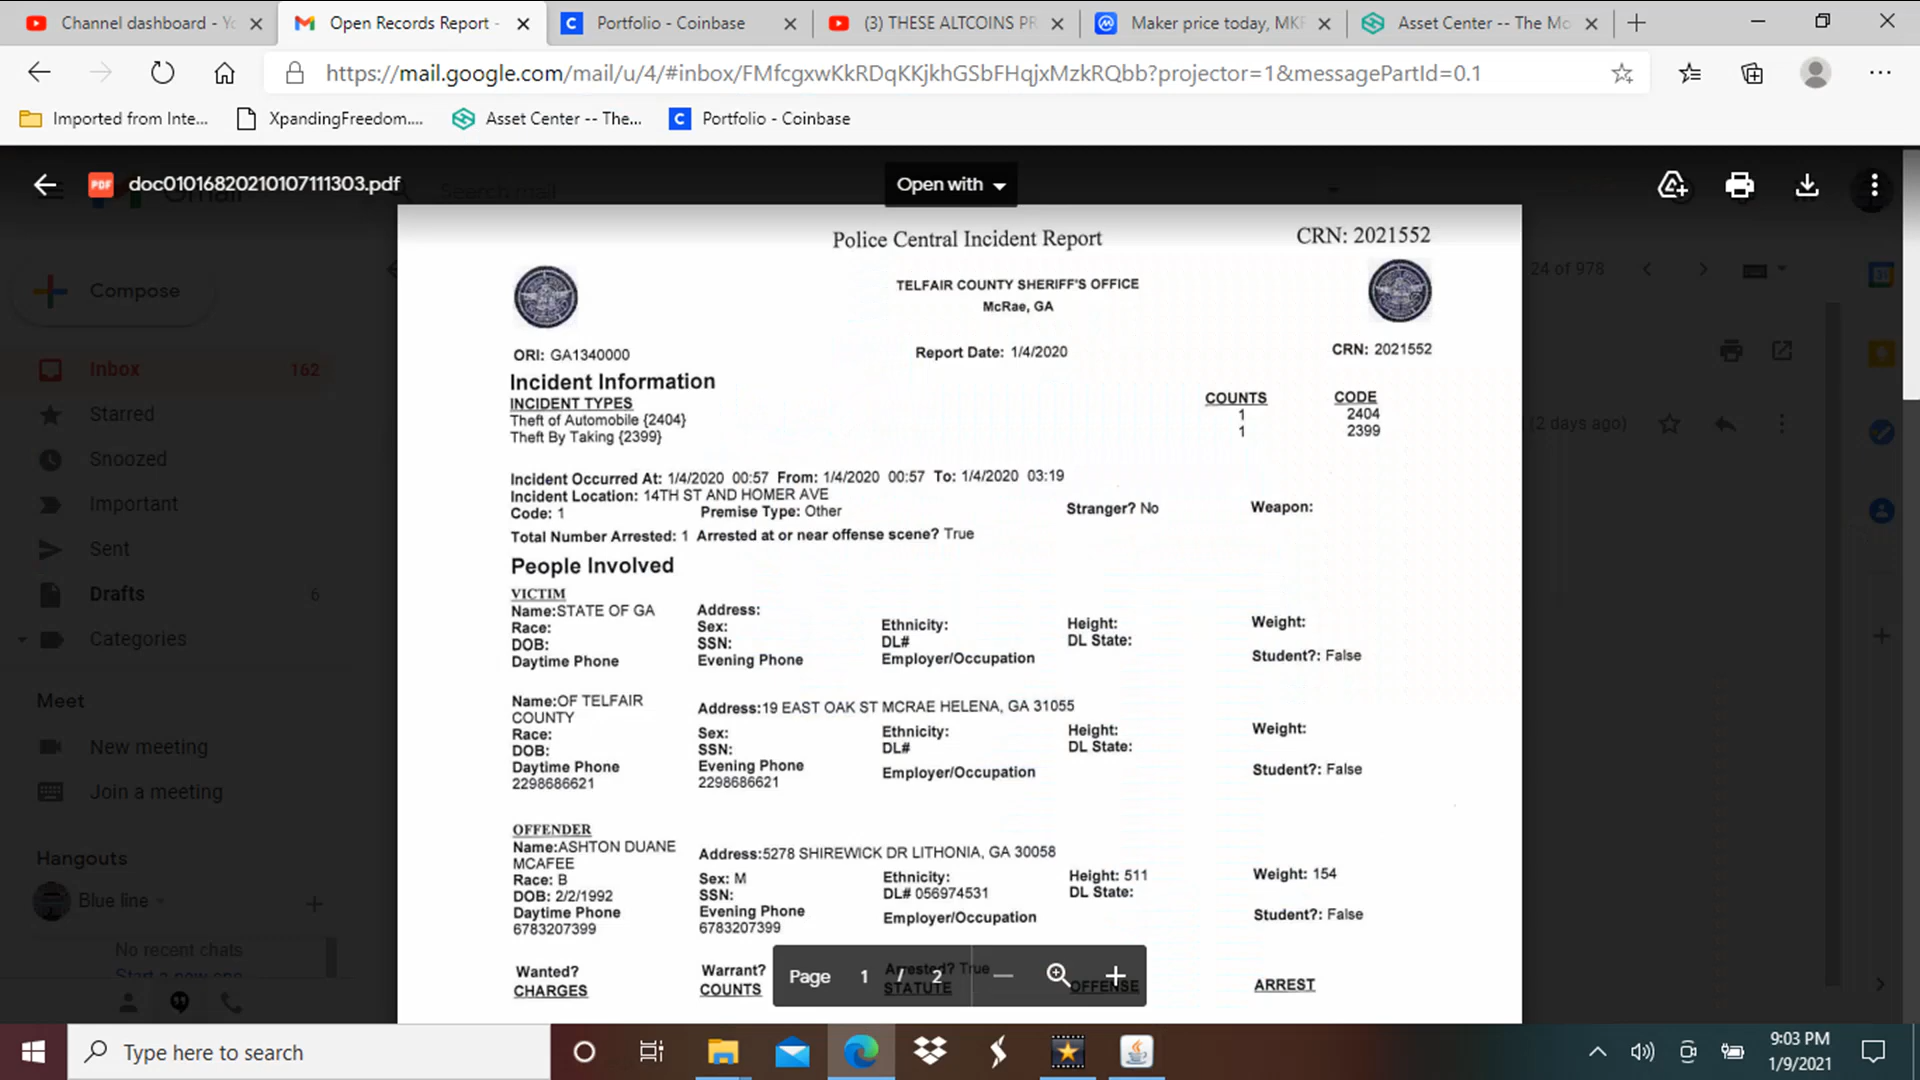 Channel dashboard - Yo
Open Records Report -
Portfolio - Coinbase
(3) THESE ALTCOINS PR
Maker price today, MKR
Asset Center -- The Mo
https://mail.google.com/mail/u/4/#inbox/FMfcgxwKkRDqKKjkhGSbFHqjxMzkRQbb?projector=1&messagePartId=0.1
Imported from Inte...
XpandingFreedom....
Asset Center -- The...
Portfolio - Coinbase
PDF
doc01016820210107111303.pdf
Search mail
Open with
Compose
24 of 978
Inbox 162
Starred
Snoozed
Important
Sent
Drafts 6
Categories
Meet
New meeting
Join a meeting
Hangouts
Blue line
No recent chats
Start a new one
(2 days ago)
Police Central Incident Report
CRN: 2021552
TELFAIR COUNTY SHERIFF'S OFFICE
McRae, GA
ORI: GA1340000
Report Date: 1/4/2020
CRN: 2021552
Incident Information
INCIDENT TYPES COUNTS CODE
Theft of Automobile {2404} 1 2404
Theft By Taking {2399} 1 2399
Incident Occurred At: 1/4/2020 00:57 From: 1/4/2020 00:57 To: 1/4/2020 03:19
Incident Location: 14TH ST AND HOMER AVE
Code: 1 Premise Type: Other Stranger? No Weapon:
Total Number Arrested: 1 Arrested at or near offense scene? True
People Involved
VICTIM
Name:STATE OF GA Address:
Race: Sex: Ethnicity: Height: Weight:
DOB: SSN: DL# DL State:
Daytime Phone Evening Phone Employer/Occupation Student?: False
Name:OF TELFAIR COUNTY Address:19 EAST OAK ST MCRAE HELENA, GA 31055
Race: Sex: Ethnicity: Height: Weight:
DOB: SSN: DL# DL State:
Daytime Phone Evening Phone Employer/Occupation Student?: False
2298686621 2298686621
OFFENDER
Name:ASHTON DUANE MCAFEE Address:5278 SHIREWICK DR LITHONIA, GA 30058
Race: B Sex: M Ethnicity: Height: 511 Weight: 154
DOB: 2/2/1992 SSN: DL# 056974531 DL State:
Daytime Phone Evening Phone Employer/Occupation Student?: False
6783207399 6783207399
Wanted? Warrant? Arrested? True
CHARGES COUNTS STATUTE OFFENSE ARREST
Page 1 / 2
Type here to search
9:03 PM
1/9/2021